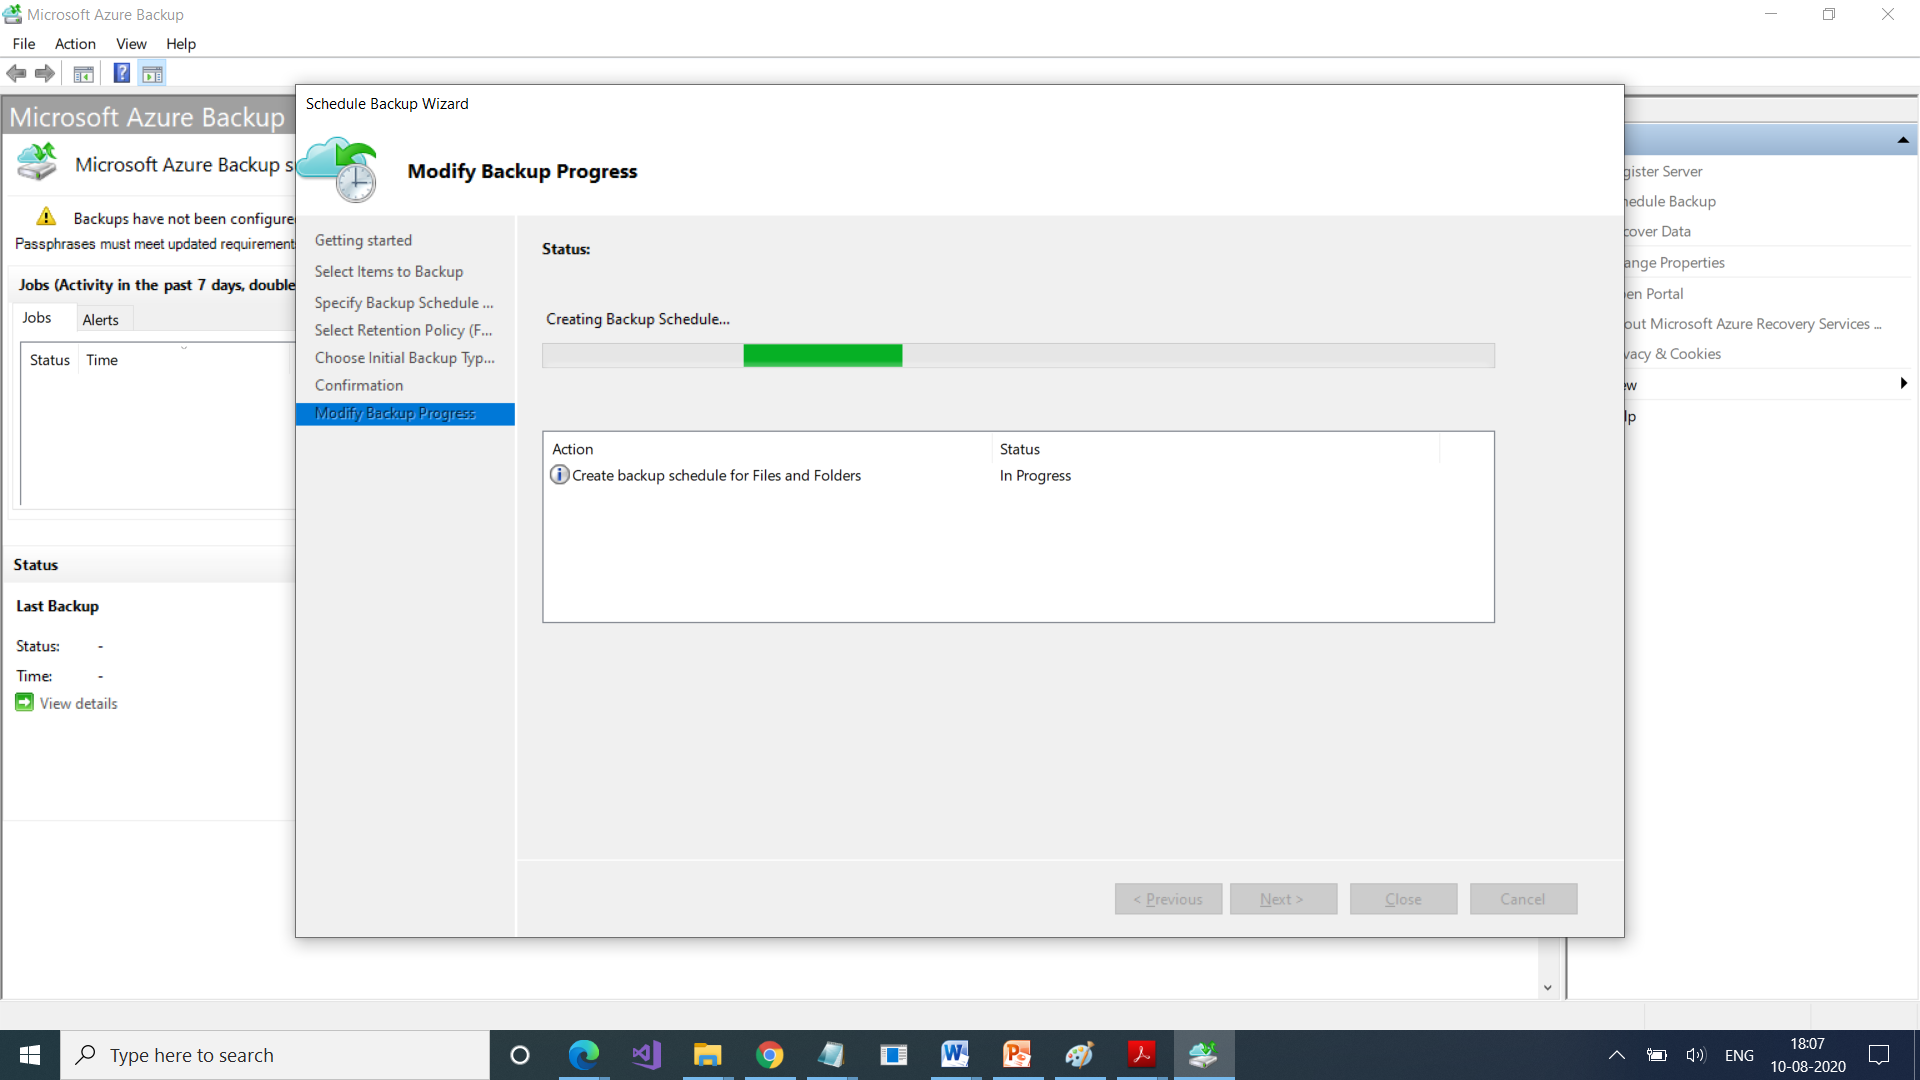 Microsoft Azure Backup
File Action View Help
Microsoft Azure Backup
Microsoft Azure Backup s
Backups have not been configure
Passphrases must meet updated requirement
Jobs (Activity in the past 7 days, double
Jobs Alerts
Status Time
Status
Last Backup
Status: -
Time: -
View details
Schedule Backup Wizard
Modify Backup Progress
Getting started
Select Items to Backup
Specify Backup Schedule ...
Select Retention Policy (F...
Choose Initial Backup Typ...
Confirmation
Modify Backup Progress
Status:
Creating Backup Schedule...
Action Status
Create backup schedule for Files and Folders In Progress
< Previous Next > Close Cancel
gister Server
hedule Backup
cover Data
ange Properties
en Portal
out Microsoft Azure Recovery Services ...
vacy & Cookies
ew
lp
Type here to search
ENG
18:07
10-08-2020